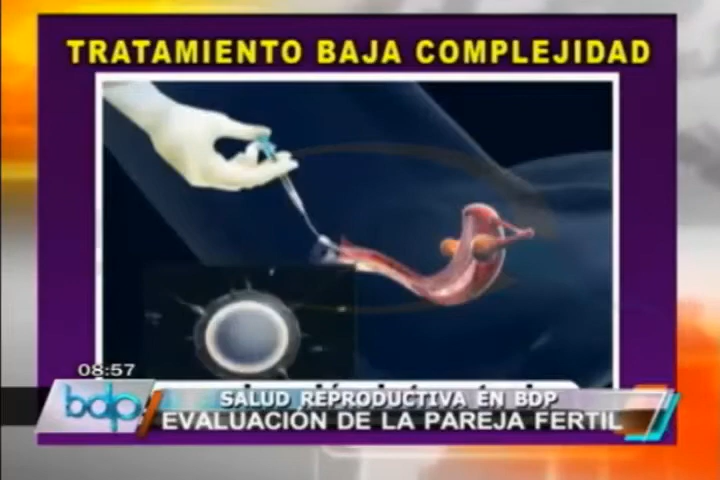 TRATAMIENTO BAJA COMPLEJIDAD
08:57
bdp
SALUD REPRODUCTIVA EN BDP
EVALUACIÓN DE LA PAREJA FERTIL